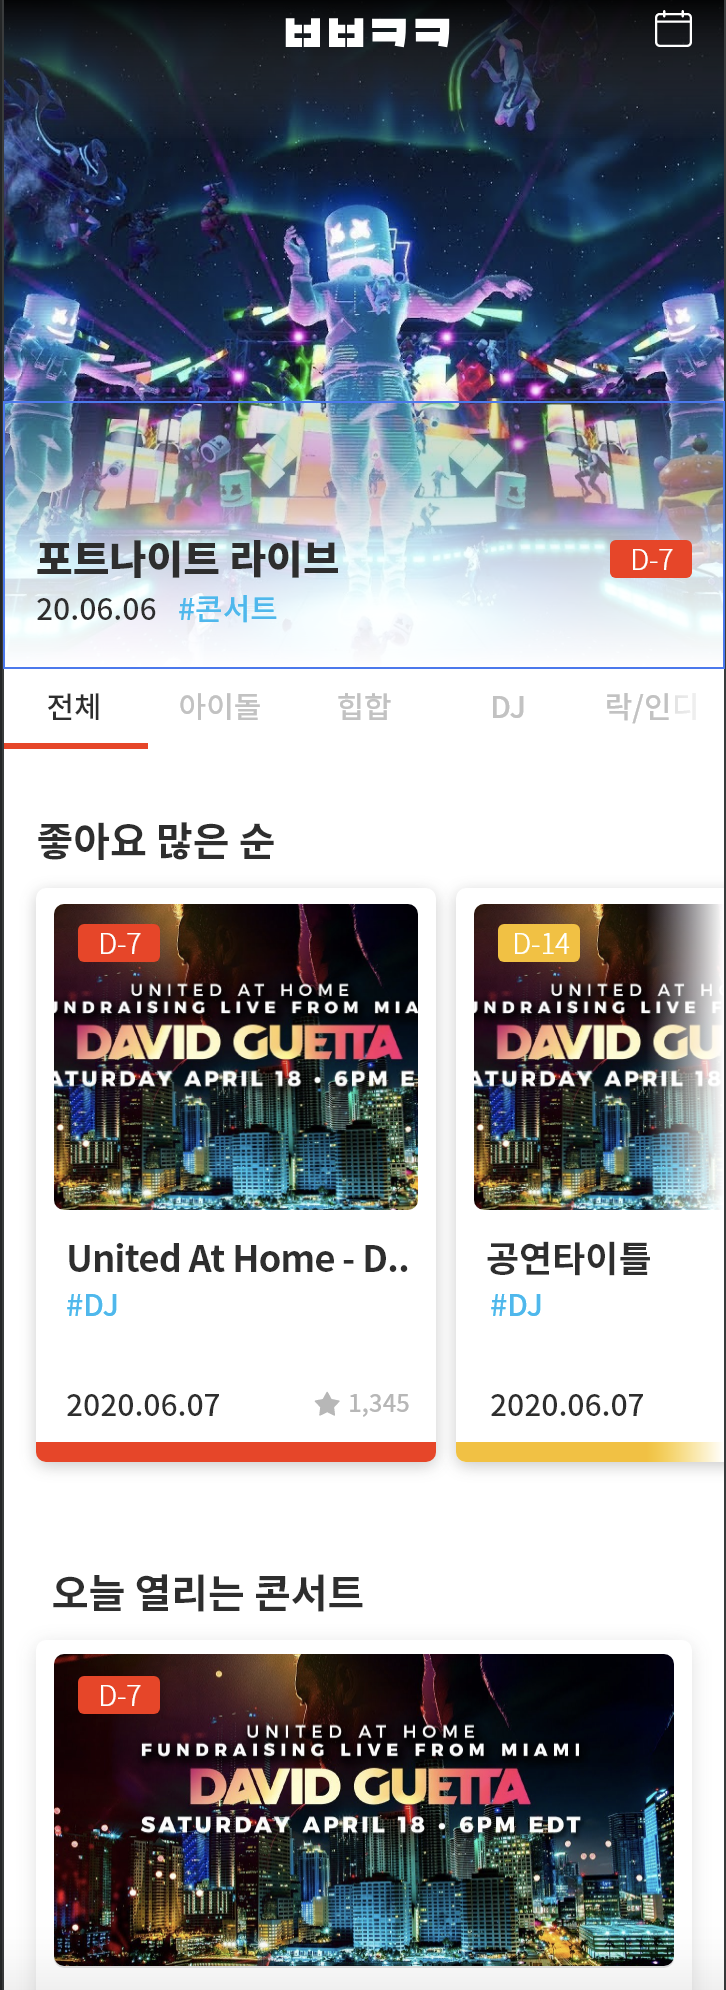 ㅂㅂㅋㅋ
포트나이트 라이브
D-7
20.06.06 #콘서트
전체 아이돌 힙합 DJ 락/인디
좋아요 많은 순
D-7
UNITED AT HOME
UNDRAISING LIVE FROM MIA
DAVID GUETTA
ATURDAY APRIL 18 • 6PM E
United At Home - D..
#DJ
2020.06.07
1,345
D-14
UNITED AT H
UNDRAISING LIVE F
DAVID GU
ATURDAY APRIL 18
공연타이틀
#DJ
2020.06.07
오늘 열리는 콘서트
D-7
UNITED AT HOME
FUNDRAISING LIVE FROM MIAMI
DAVID GUETTA
SATURDAY APRIL 18 • 6PM EDT